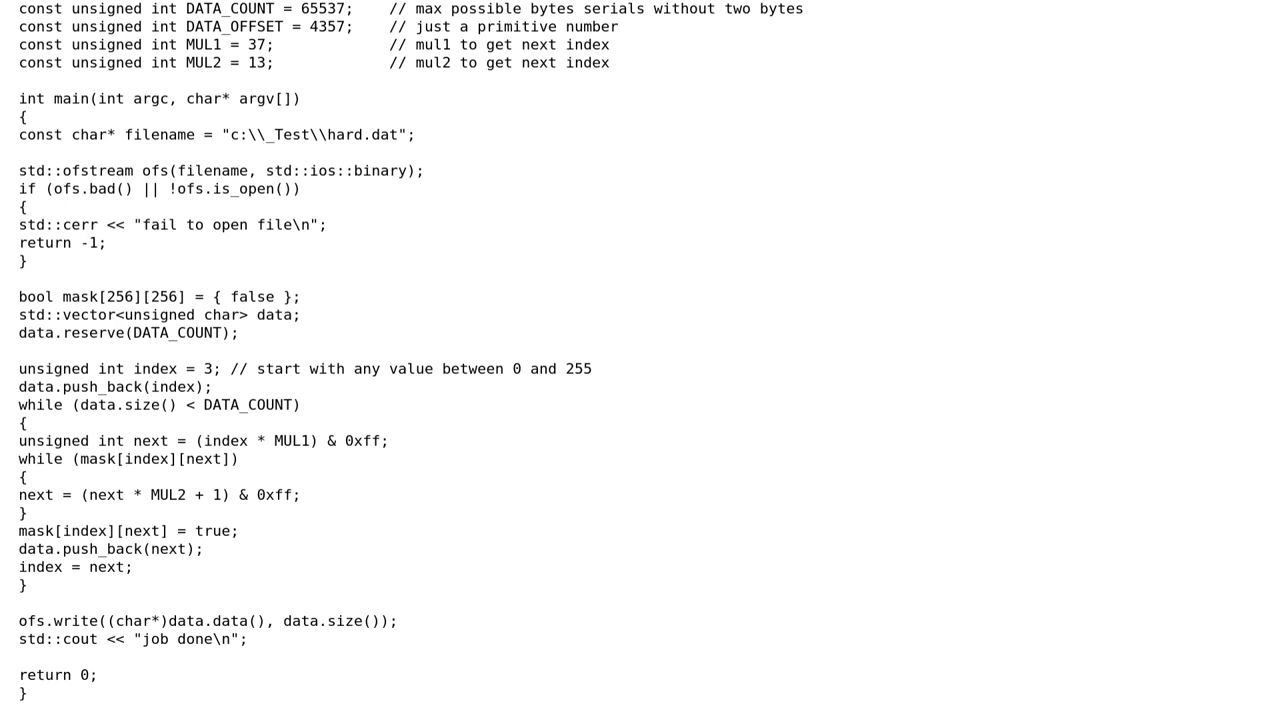 const unsigned int DATA_COUNT = 65537;    // max possible bytes serials without two bytes
const unsigned int DATA_OFFSET = 4357;    // just a primitive number
const unsigned int MUL1 = 37;             // mul1 to get next index
const unsigned int MUL2 = 13;             // mul2 to get next index

int main(int argc, char* argv[])
{
const char* filename = "c:\\_Test\\hard.dat";

std::ofstream ofs(filename, std::ios::binary);
if (ofs.bad() || !ofs.is_open())
{
std::cerr << "fail to open file\n";
return -1;
}

bool mask[256][256] = { false };
std::vector<unsigned char> data;
data.reserve(DATA_COUNT);

unsigned int index = 3; // start with any value between 0 and 255
data.push_back(index);
while (data.size() < DATA_COUNT)
{
unsigned int next = (index * MUL1) & 0xff;
while (mask[index][next])
{
next = (next * MUL2 + 1) & 0xff;
}
mask[index][next] = true;
data.push_back(next);
index = next;
}

ofs.write((char*)data.data(), data.size());
std::cout << "job done\n";

return 0;
}